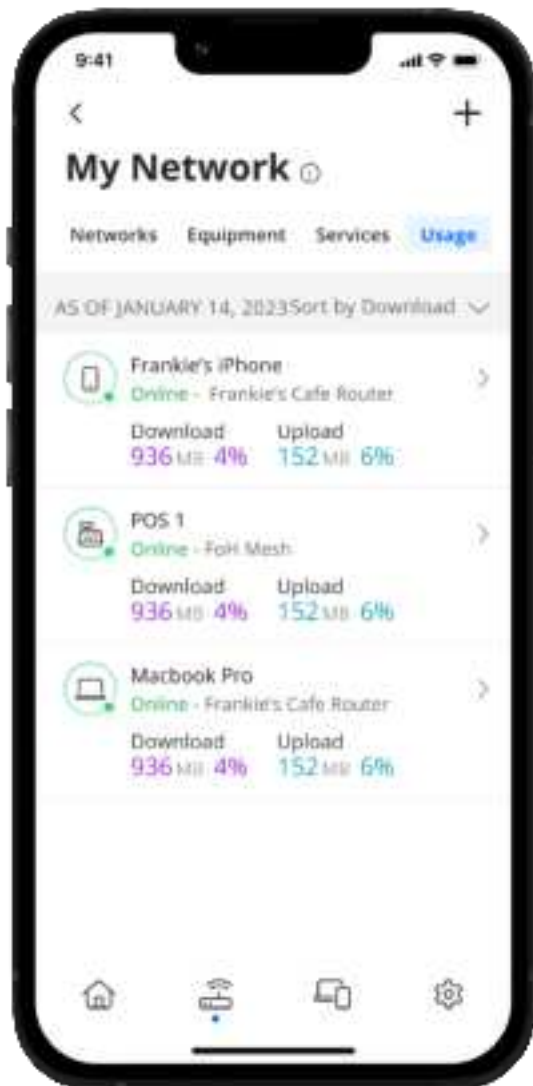 9:41
My Network
Networks Equipment Services Usage
AS OF JANUARY 14, 2023 Sort by Download
Frankie's iPhone
Online - Frankie's Cafe Router
Download Upload
936 MB 4% 152 MB 6%
POS 1
Online - FoH Mesh
Download Upload
936 MB 4% 152 MB 6%
Macbook Pro
Online - Frankie's Cafe Router
Download Upload
936 MB 4% 152 MB 6%